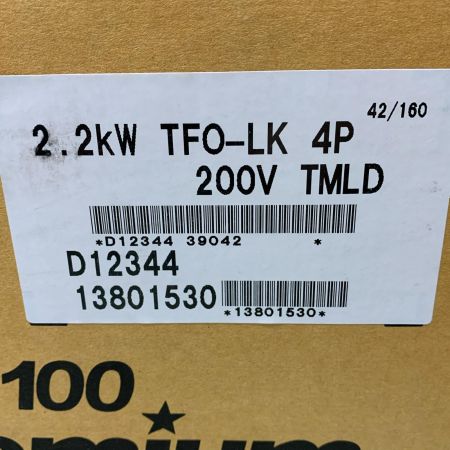 42/160
2.2kW TFO-LK 4P
200V TMLD
*D12344 39042 *
D12344
13801530
*13801530*
100